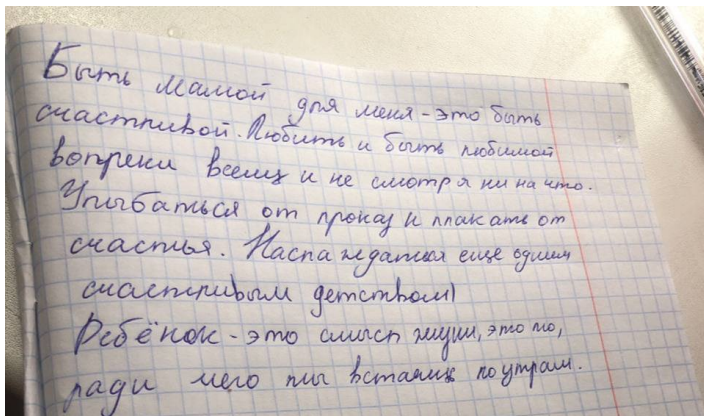 Быть мамой для меня - это быть
счастливой. Любить и быть любимой
вопреки всему и не смотря ни на что.
Улыбаться от проказ и плакать от
счастья. Наслаждаться еще одним
счастливым детством)
Ребёнок - это смысл жизни, это то,
ради чего ты встаешь по утрам.